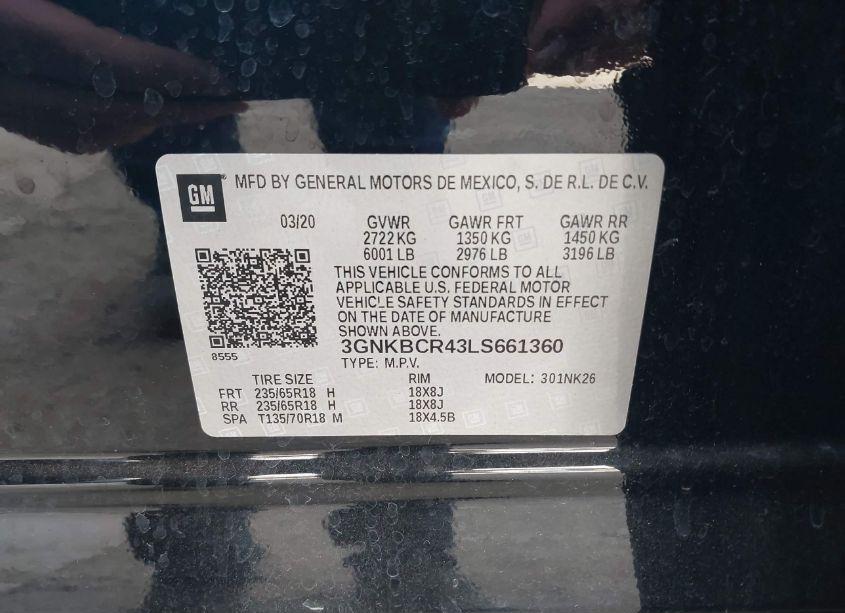 GM
MFD BY GENERAL MOTORS DE MEXICO, S. DE R.L. DE C.V.
03/20 GVWR GAWR FRT GAWR RR
2722 KG 1350 KG 1450 KG
6001 LB 2976 LB 3196 LB
THIS VEHICLE CONFORMS TO ALL
APPLICABLE U.S. FEDERAL MOTOR
VEHICLE SAFETY STANDARDS IN EFFECT
ON THE DATE OF MANUFACTURE
SHOWN ABOVE.
8555
3GNKBCR43LS661360
TYPE: M.P.V.
TIRE SIZE RIM MODEL: 301NK26
FRT 235/65R18 H 18X8J
RR 235/65R18 H 18X8J
SPA T135/70R18 M 18X4.5B